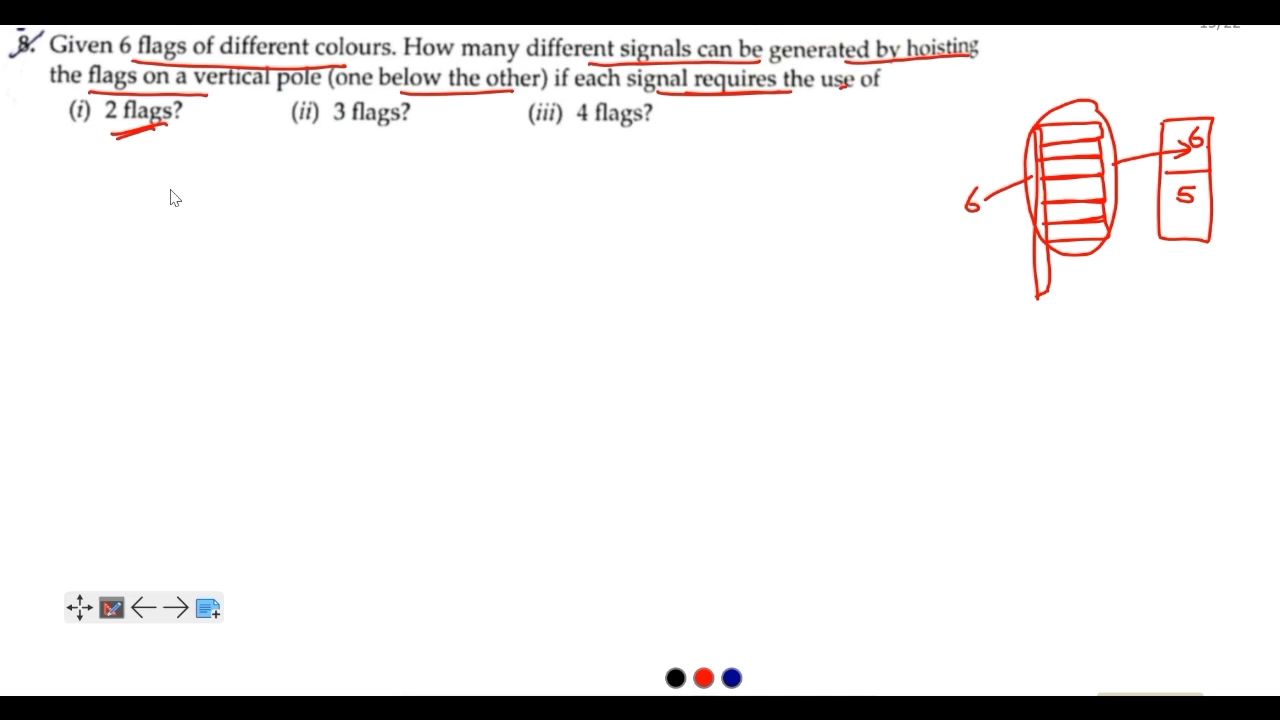 8. Given 6 flags of different colours. How many different signals can be generated by hoisting
the flags on a vertical pole (one below the other) if each signal requires the use of
(i) 2 flags? (ii) 3 flags? (iii) 4 flags?
6
6
5